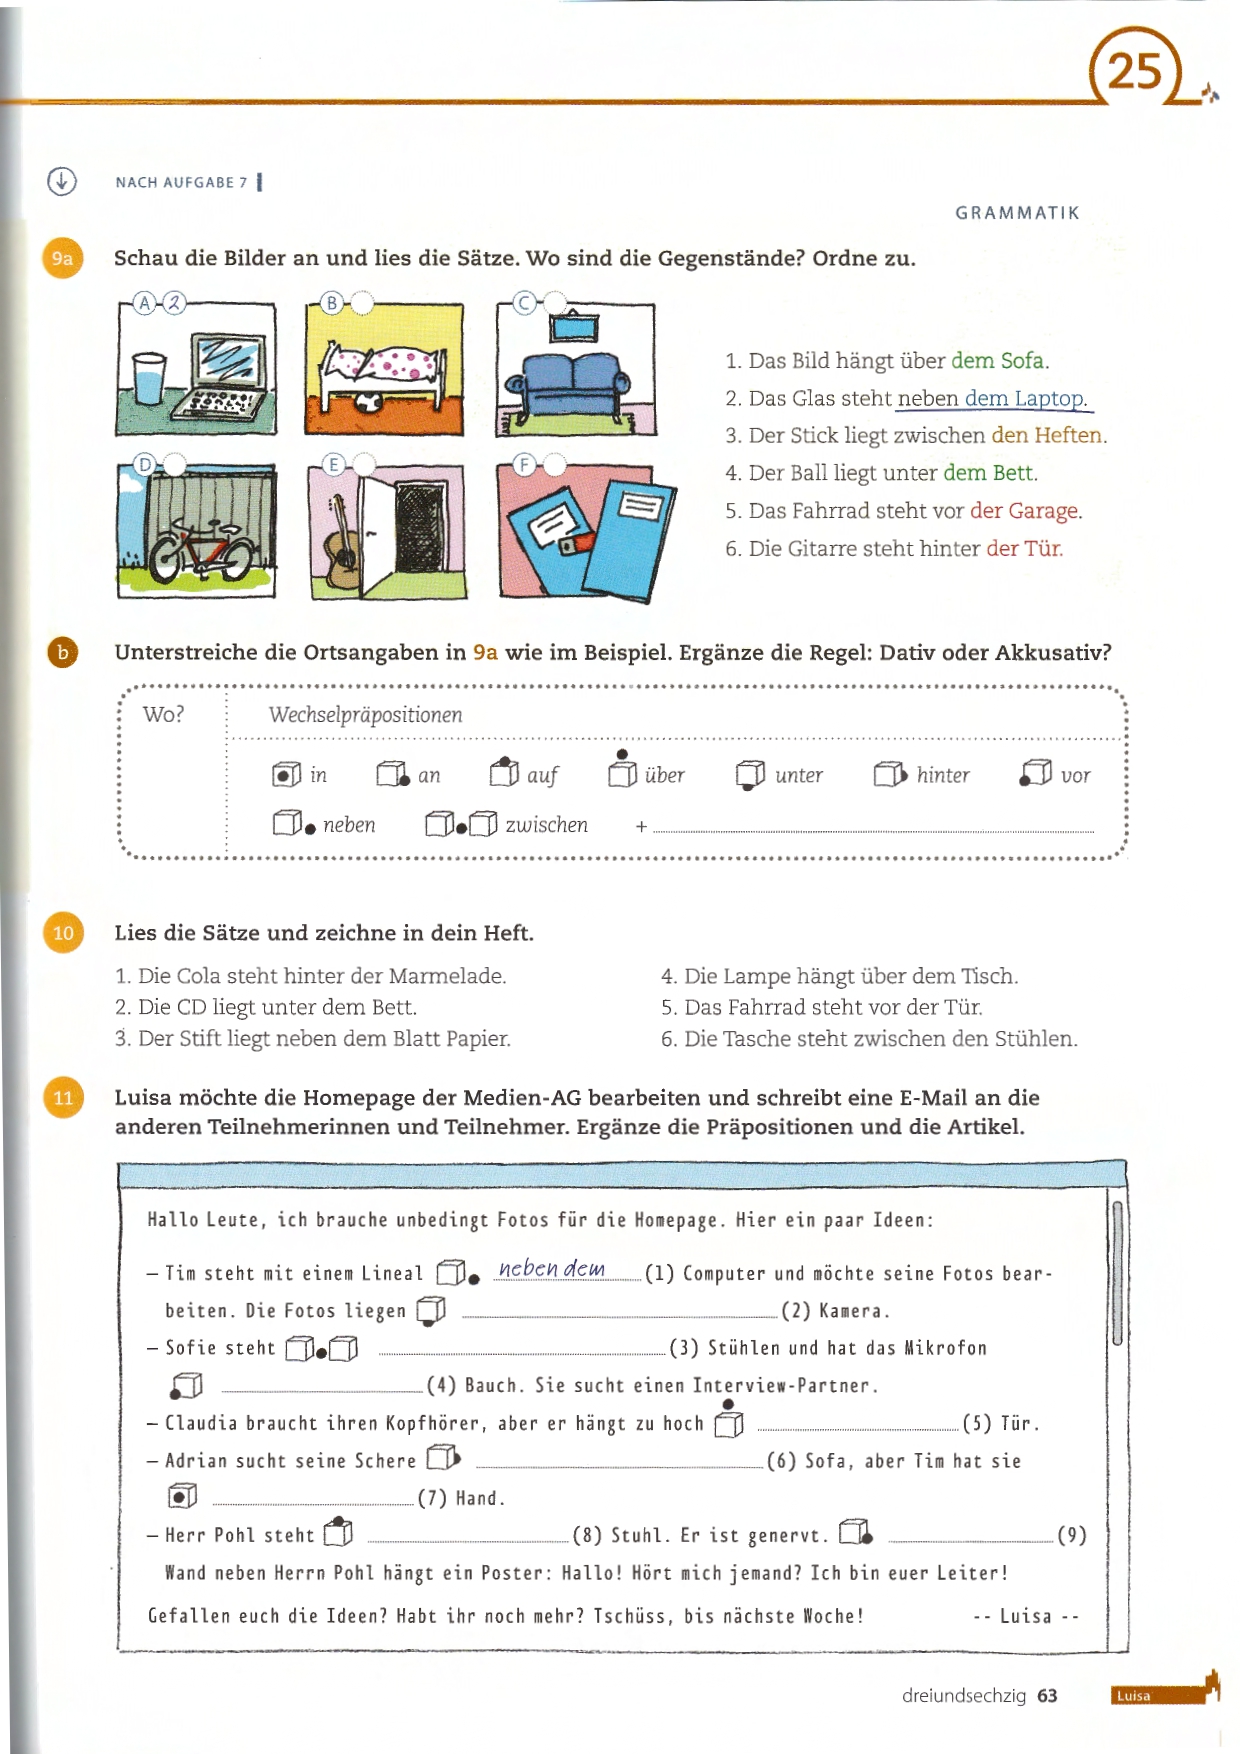 25
NACH AUFGABE 7
GRAMMATIK
9a Schau die Bilder an und lies die Sätze. Wo sind die Gegenstände? Ordne zu.
A 2
B
C
D
E
F
1. Das Bild hängt über dem Sofa.
2. Das Glas steht neben dem Laptop.
3. Der Stick liegt zwischen den Heften.
4. Der Ball liegt unter dem Bett.
5. Das Fahrrad steht vor der Garage.
6. Die Gitarre steht hinter der Tür.
b Unterstreiche die Ortsangaben in 9a wie im Beispiel. Ergänze die Regel: Dativ oder Akkusativ?
Wo? Wechselpräpositionen
in an auf über unter hinter vor
neben zwischen +
10 Lies die Sätze und zeichne in dein Heft.
1. Die Cola steht hinter der Marmelade.
2. Die CD liegt unter dem Bett.
3. Der Stift liegt neben dem Blatt Papier.
4. Die Lampe hängt über dem Tisch.
5. Das Fahrrad steht vor der Tür.
6. Die Tasche steht zwischen den Stühlen.
11 Luisa möchte die Homepage der Medien-AG bearbeiten und schreibt eine E-Mail an die
anderen Teilnehmerinnen und Teilnehmer. Ergänze die Präpositionen und die Artikel.
Hallo Leute, ich brauche unbedingt Fotos für die Homepage. Hier ein paar Ideen:
– Tim steht mit einem Lineal neben dem (1) Computer und möchte seine Fotos bear-
beiten. Die Fotos liegen (2) Kamera.
– Sofie steht (3) Stühlen und hat das Mikrofon
(4) Bauch. Sie sucht einen Interview-Partner.
– Claudia braucht ihren Kopfhörer, aber er hängt zu hoch (5) Tür.
– Adrian sucht seine Schere (6) Sofa, aber Tim hat sie
(7) Hand.
– Herr Pohl steht (8) Stuhl. Er ist genervt. (9)
Wand neben Herrn Pohl hängt ein Poster: Hallo! Hört mich jemand? Ich bin euer Leiter!
Gefallen euch die Ideen? Habt ihr noch mehr? Tschüss, bis nächste Woche! -- Luisa --
dreiundsechzig 63
Luisa